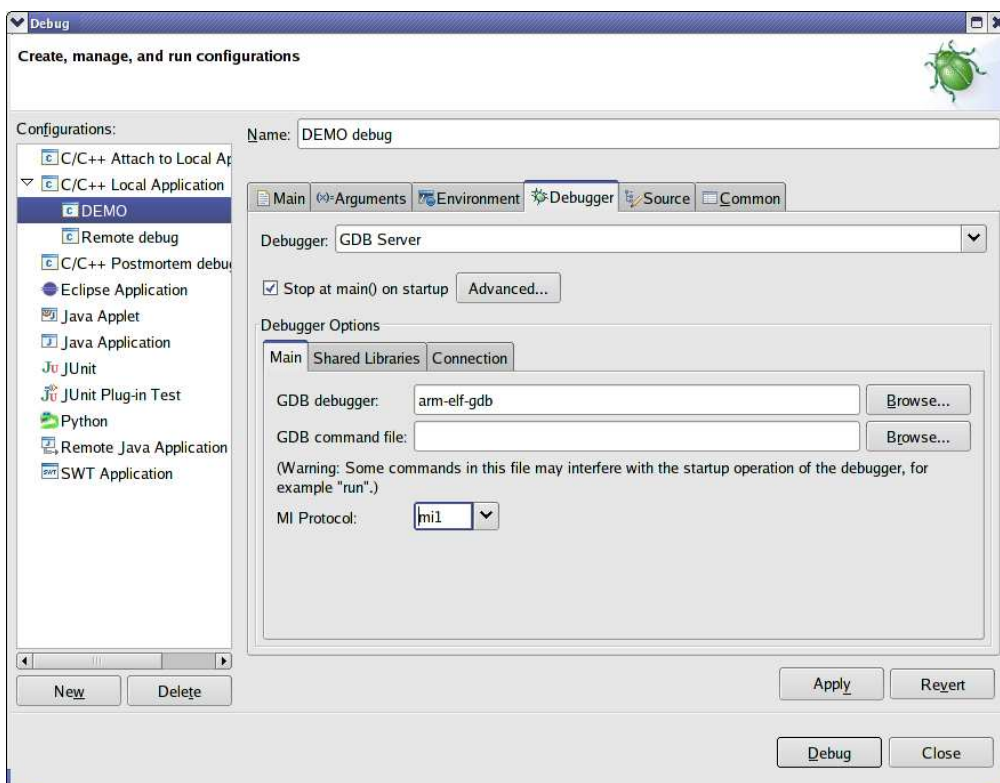 Debug
Create, manage, and run configurations
Configurations:
C/C++ Attach to Local Ap
C/C++ Local Application
DEMO
Remote debug
C/C++ Postmortem debu
Eclipse Application
Java Applet
Java Application
JUnit
JUnit Plug-in Test
Python
Remote Java Application
SWT Application
New
Delete
Name: DEMO debug
Main (x)= Arguments Environment Debugger Source Common
Debugger: GDB Server
Stop at main() on startup Advanced...
Debugger Options
Main Shared Libraries Connection
GDB debugger: arm-elf-gdb Browse...
GDB command file: Browse...
(Warning: Some commands in this file may interfere with the startup operation of the debugger, for
example "run".)
MI Protocol: mi1
Apply Revert
Debug Close